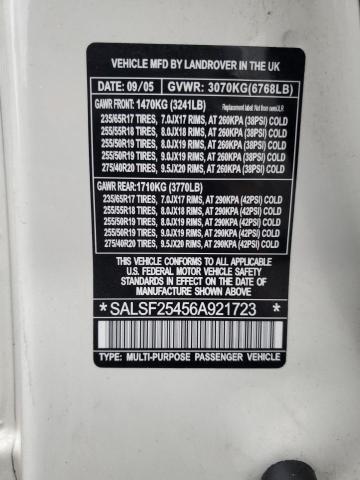 VEHICLE MFD. BY LANDROVER IN THE UK
DATE: 09/05 GVWR: 3070KG(6768LB)
Not recommended to be removed from consumerUSJLR
GAWR FRONT: 1470KG (3241LB)
235/65R17 TIRES, 7.0JX17 RIMS, AT 260KPA (38PSI) COLD
255/55R18 TIRES, 8.0JX18 RIMS, AT 260KPA (38PSI) COLD
255/50R19 TIRES, 8.0JX19 RIMS, AT 260KPA (38PSI) COLD
255/50R19 TIRES, 9.0JX19 RIMS, AT 260KPA (38PSI) COLD
275/40R20 TIRES, 9.5JX20 RIMS, AT 260KPA (38PSI) COLD
GAWR REAR:1710KG (3770LB)
235/65R17 TIRES, 7.0JX17 RIMS, AT 290KPA (42PSI) COLD
255/55R18 TIRES, 8.0JX18 RIMS, AT 290KPA (42PSI) COLD
255/50R19 TIRES, 8.0JX19 RIMS, AT 290KPA (42PSI) COLD
255/50R19 TIRES, 9.0JX19 RIMS, AT 290KPA (42PSI) COLD
275/40R20 TIRES, 9.5JX20 RIMS, AT 290KPA (42PSI) COLD
THIS VEHICLE CONFORMS TO ALL APPLICABLE
U.S. FEDERAL MOTOR VEHICLE SAFETY
STANDARDS IN EFFECT ON THE DATE OF
MANUFACTURE SHOWN ABOVE
*SALSF25456A921723 *
TYPE: MULTI-PURPOSE PASSENGER VEHICLE